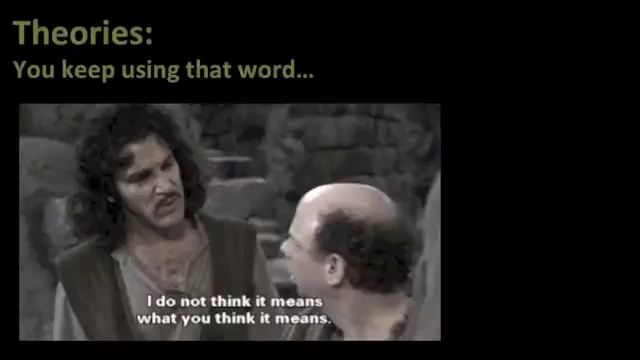 Theories:
You keep using that word…
I do not think it means
what you think it means.